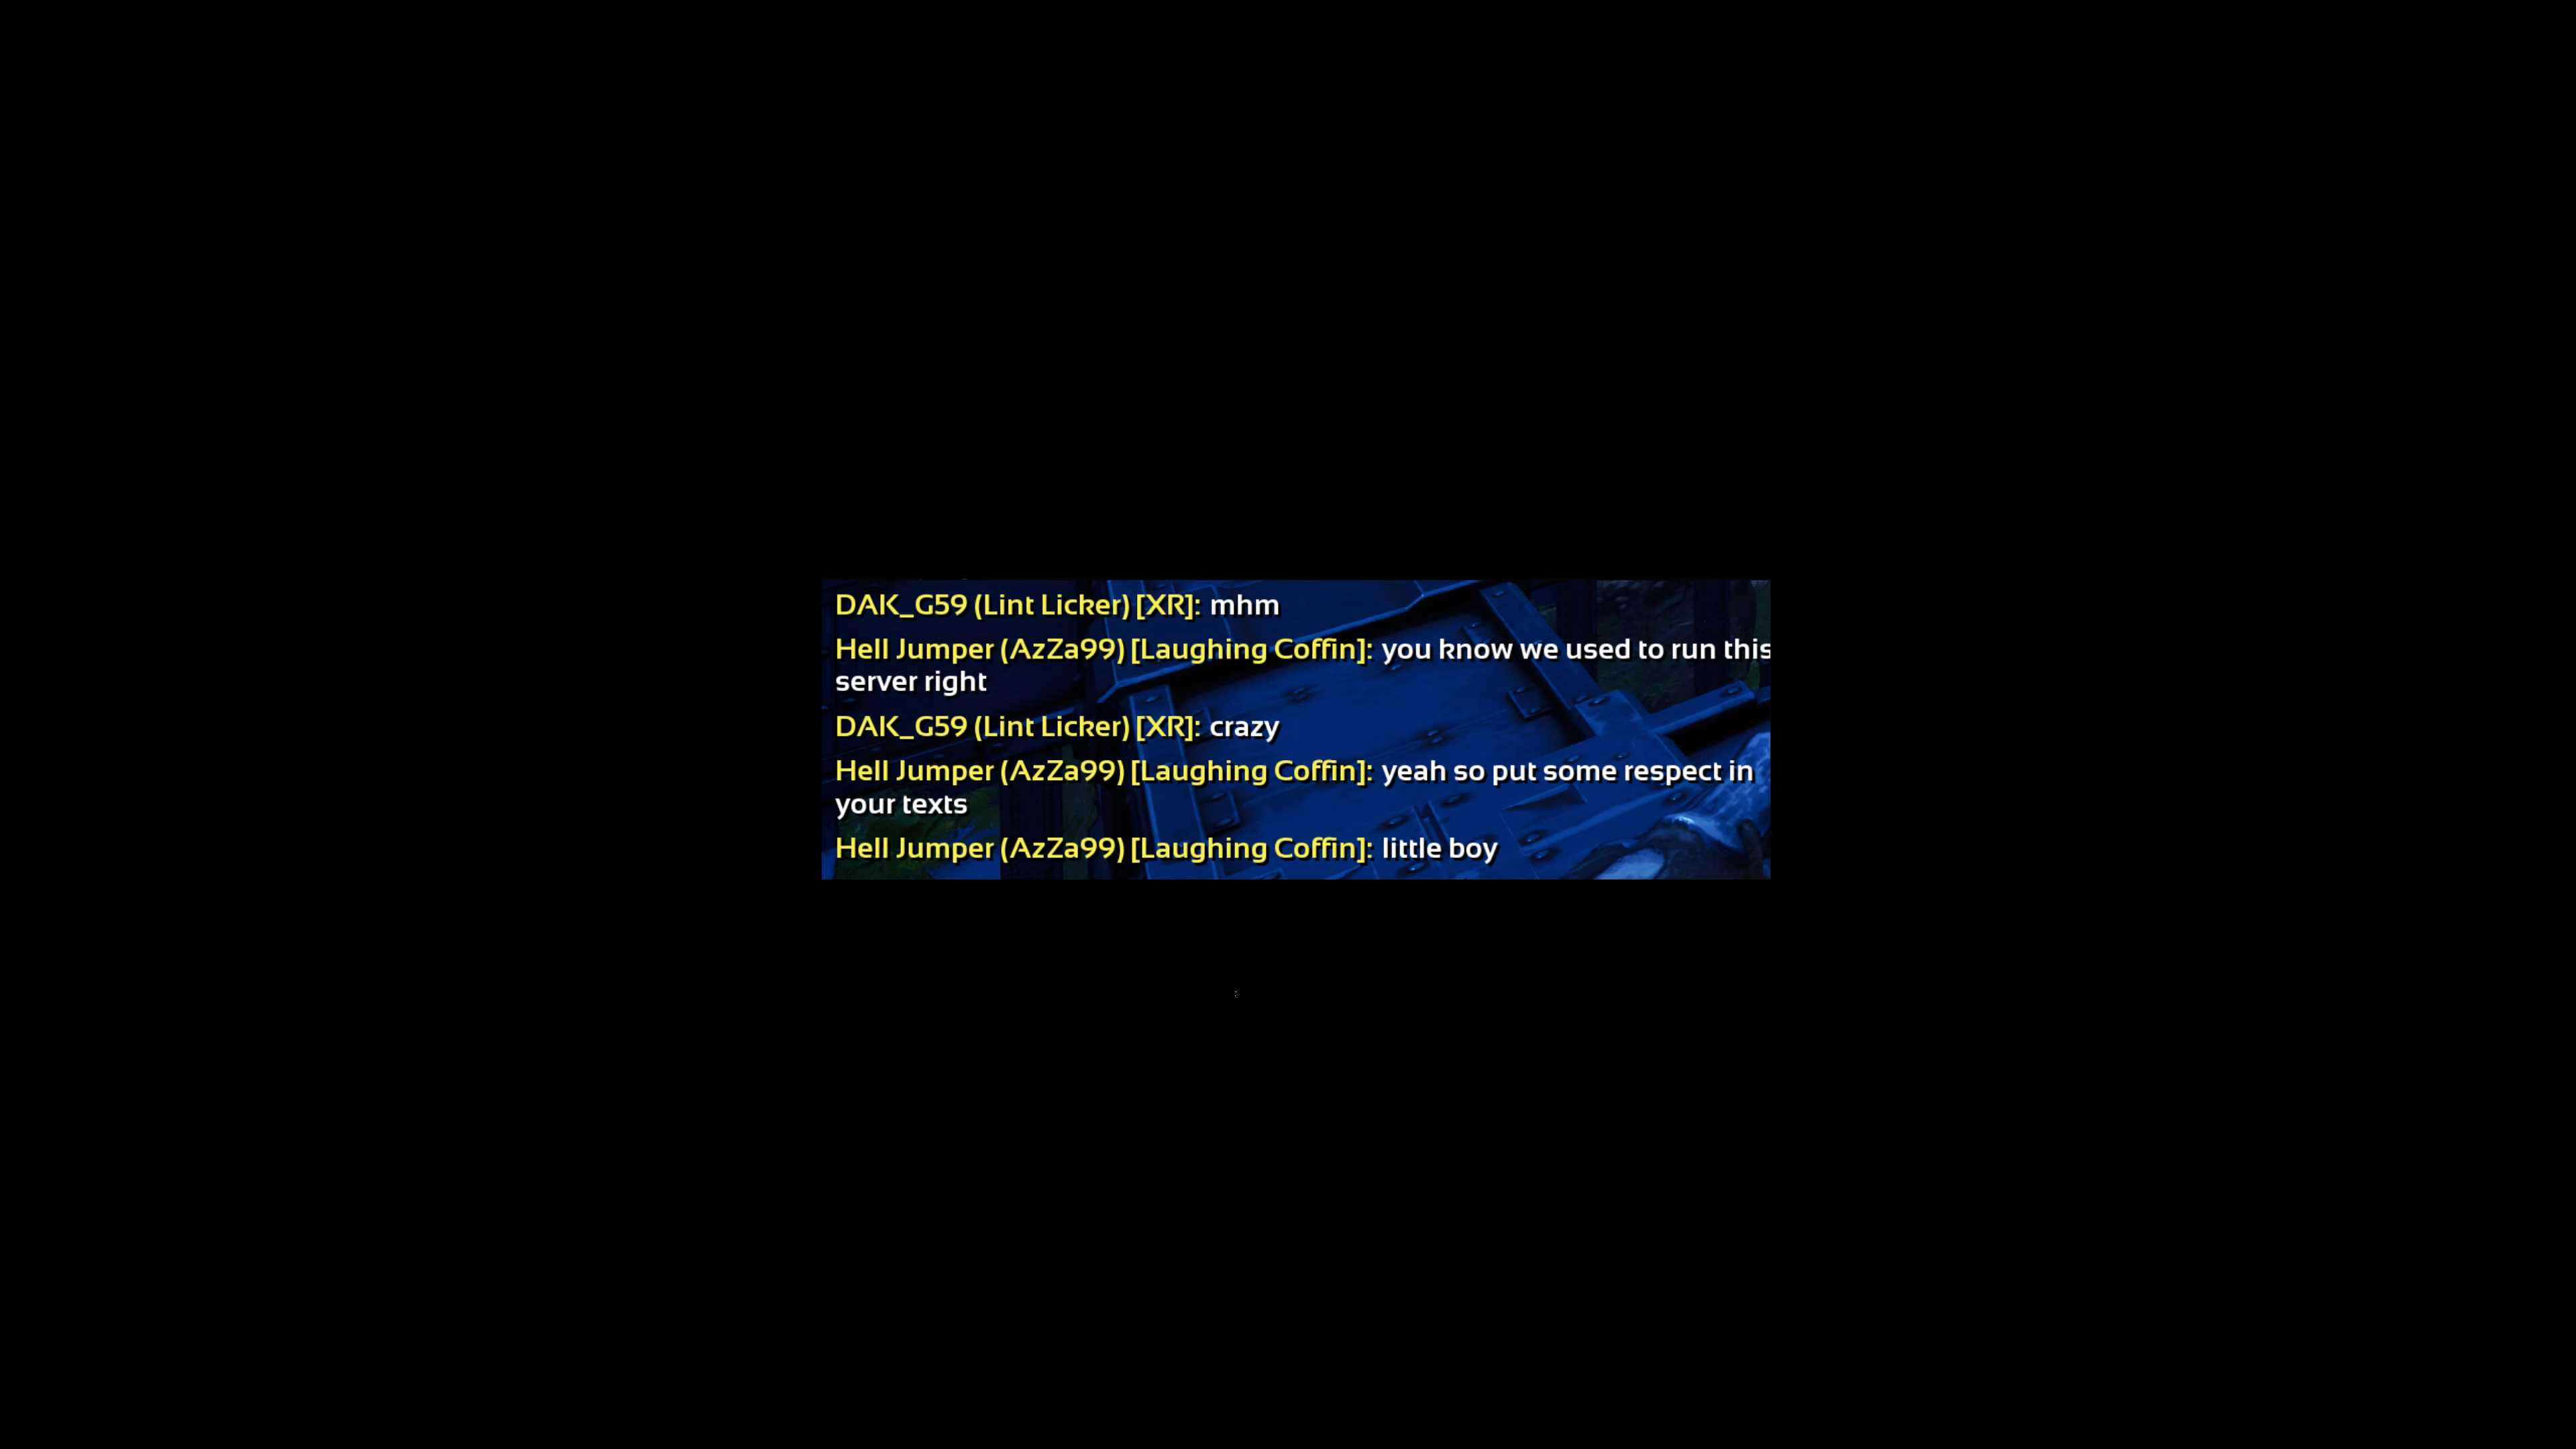 DAK_G59 (Lint Licker) [XR]: mhm
Hell Jumper (AzZa99) [Laughing Coffin]: you know we used to run this
server right
DAK_G59 (Lint Licker) [XR]: crazy
Hell Jumper (AzZa99) [Laughing Coffin]: yeah so put some respect in
your texts
Hell Jumper (AzZa99) [Laughing Coffin]: little boy